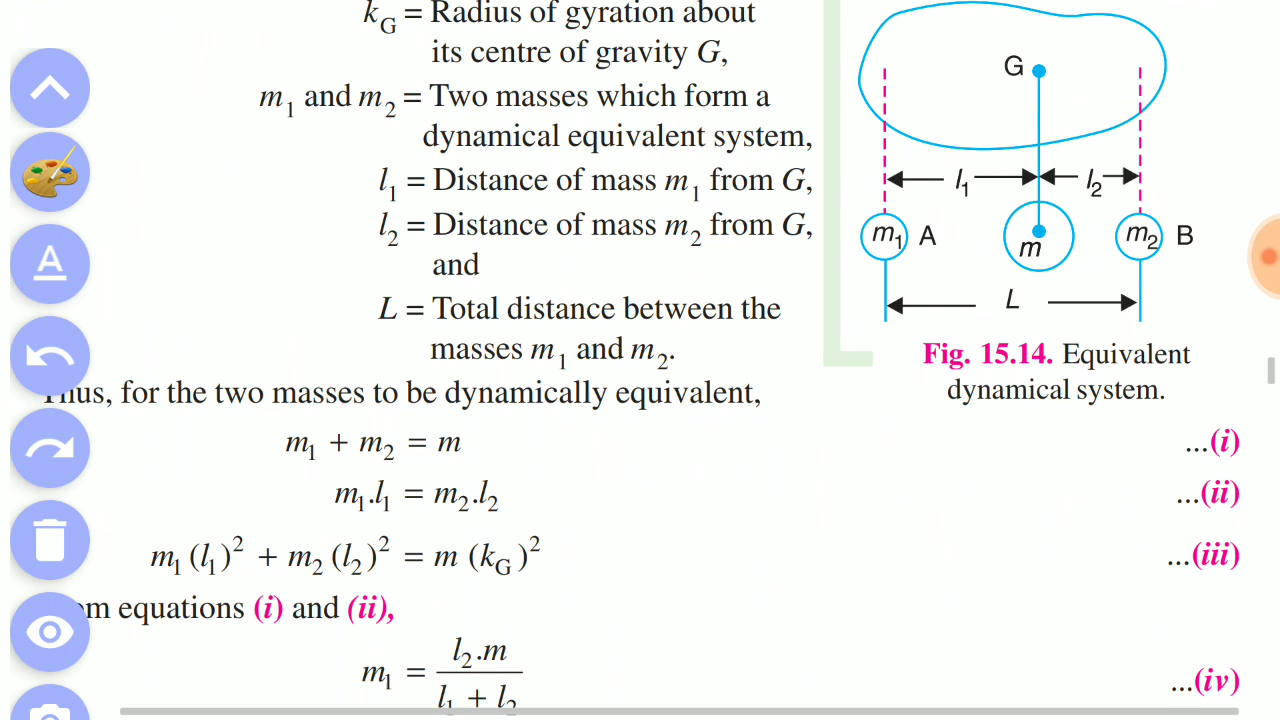 k_G = Radius of gyration about
its centre of gravity G,
m_1 and m_2 = Two masses which form a
dynamical equivalent system,
l_1 = Distance of mass m_1 from G,
l_2 = Distance of mass m_2 from G,
and
L = Total distance between the
masses m_1 and m_2.
G
l_1 l_2
m_1 A m m_2 B
L
Fig. 15.14. Equivalent
dynamical system.
Thus, for the two masses to be dynamically equivalent,
m_1 + m_2 = m ...(i)
m_1.l_1 = m_2.l_2 ...(ii)
m_1 (l_1)^2 + m_2 (l_2)^2 = m (k_G)^2 ...(iii)
m equations (i) and (ii),
m_1 = l_2.m / l_1 + l_2 ...(iv)
A